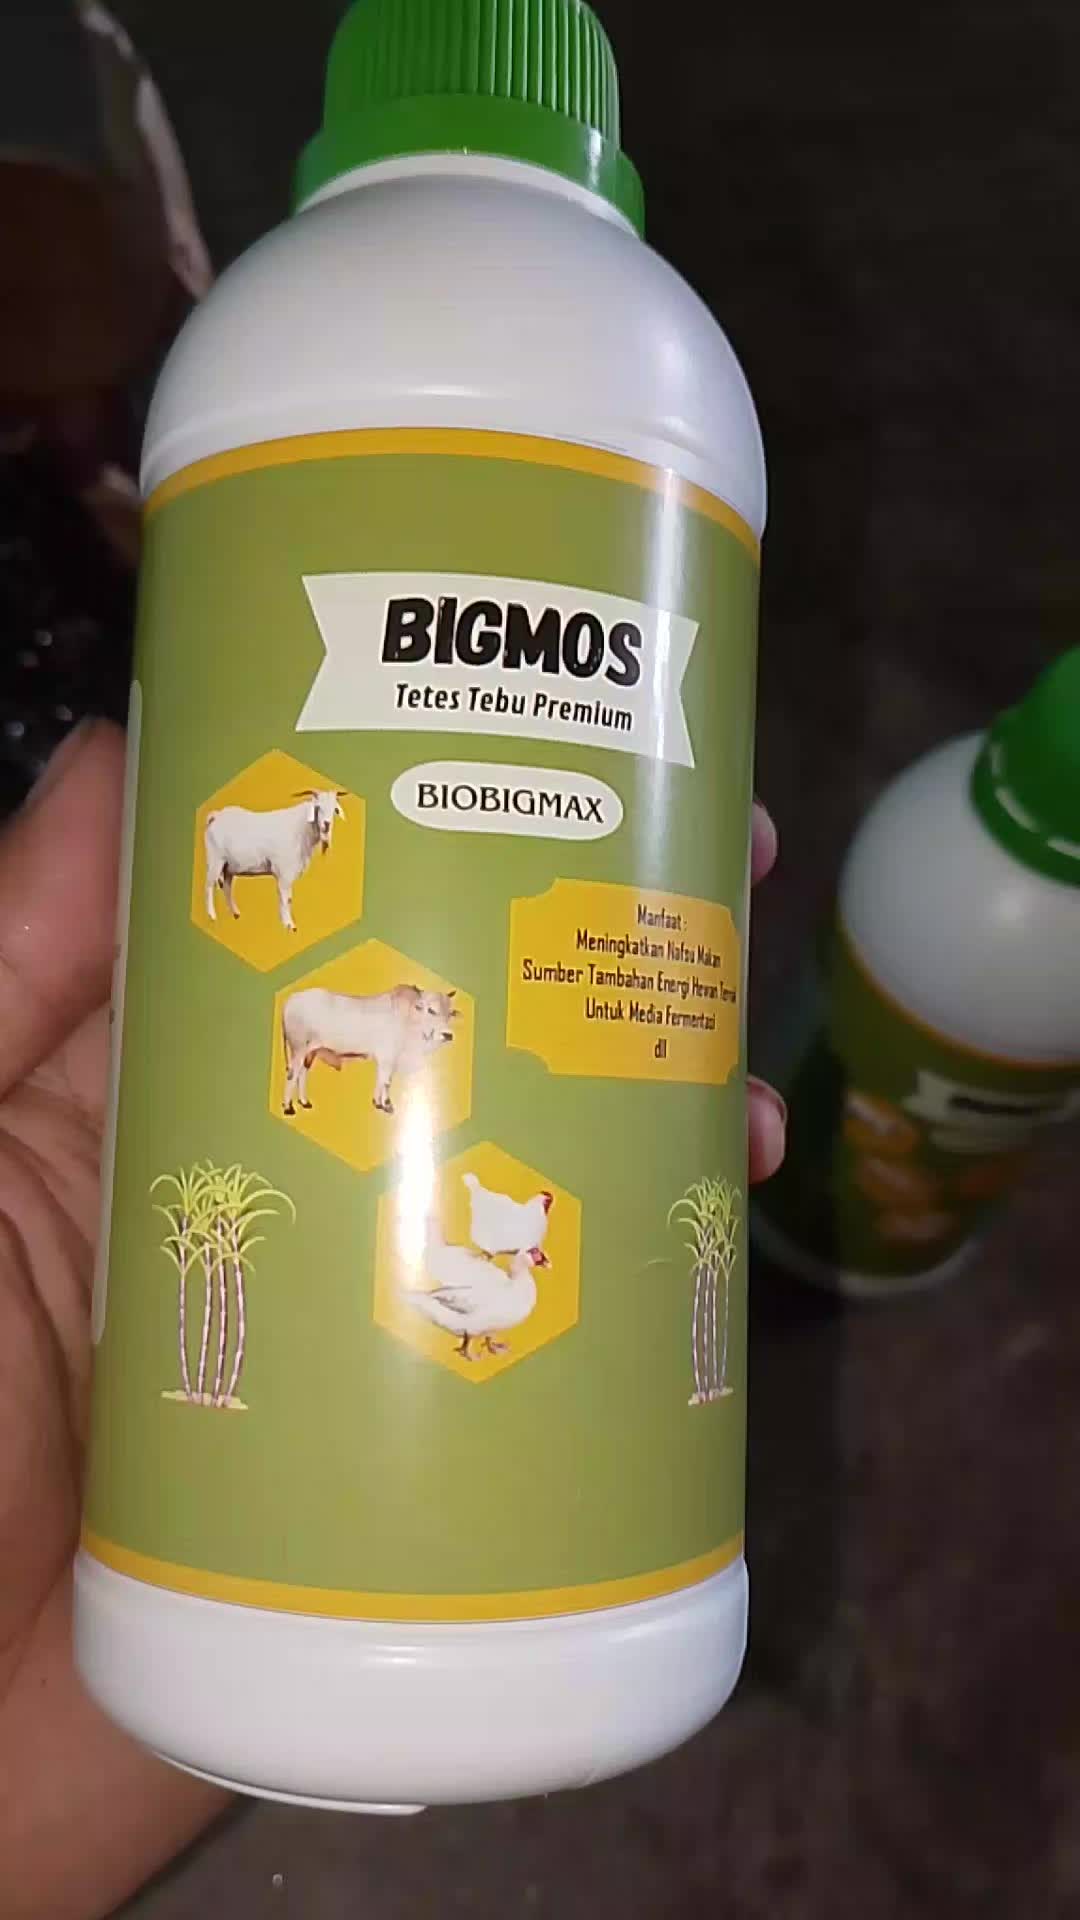 BIGMOS
Tetes Tebu Premium
BIOBIGMAX
Manfaat :
Meningkatkan Nafsu Makan
Sumber Tambahan Energi Hewan Ternak
Untuk Media Fermentasi
dll